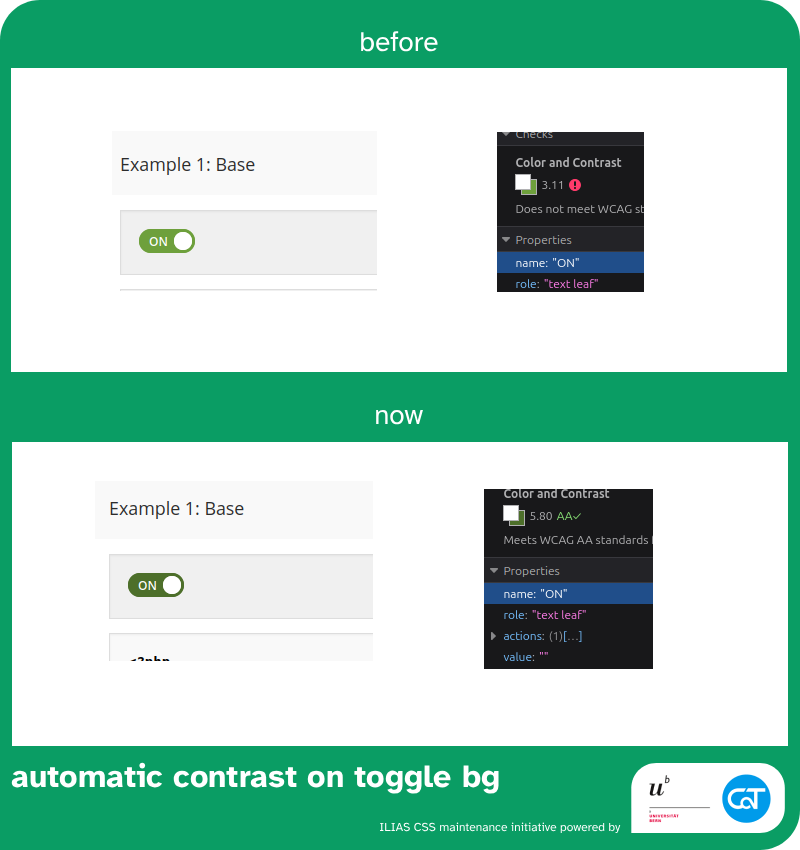 before
Example 1: Base
ON
Checks
Color and Contrast
3.11
Does not meet WCAG st
Properties
name: "ON"
role: "text leaf"
now
Example 1: Base
ON
<?php
Color and Contrast
5.80 AA✓
Meets WCAG AA standards
Properties
name: "ON"
role: "text leaf"
actions: (1)[…]
value: ""
automatic contrast on toggle bg
ILIAS CSS maintenance initiative powered by
u b
UNIVERSITÄT
BERN
CaT